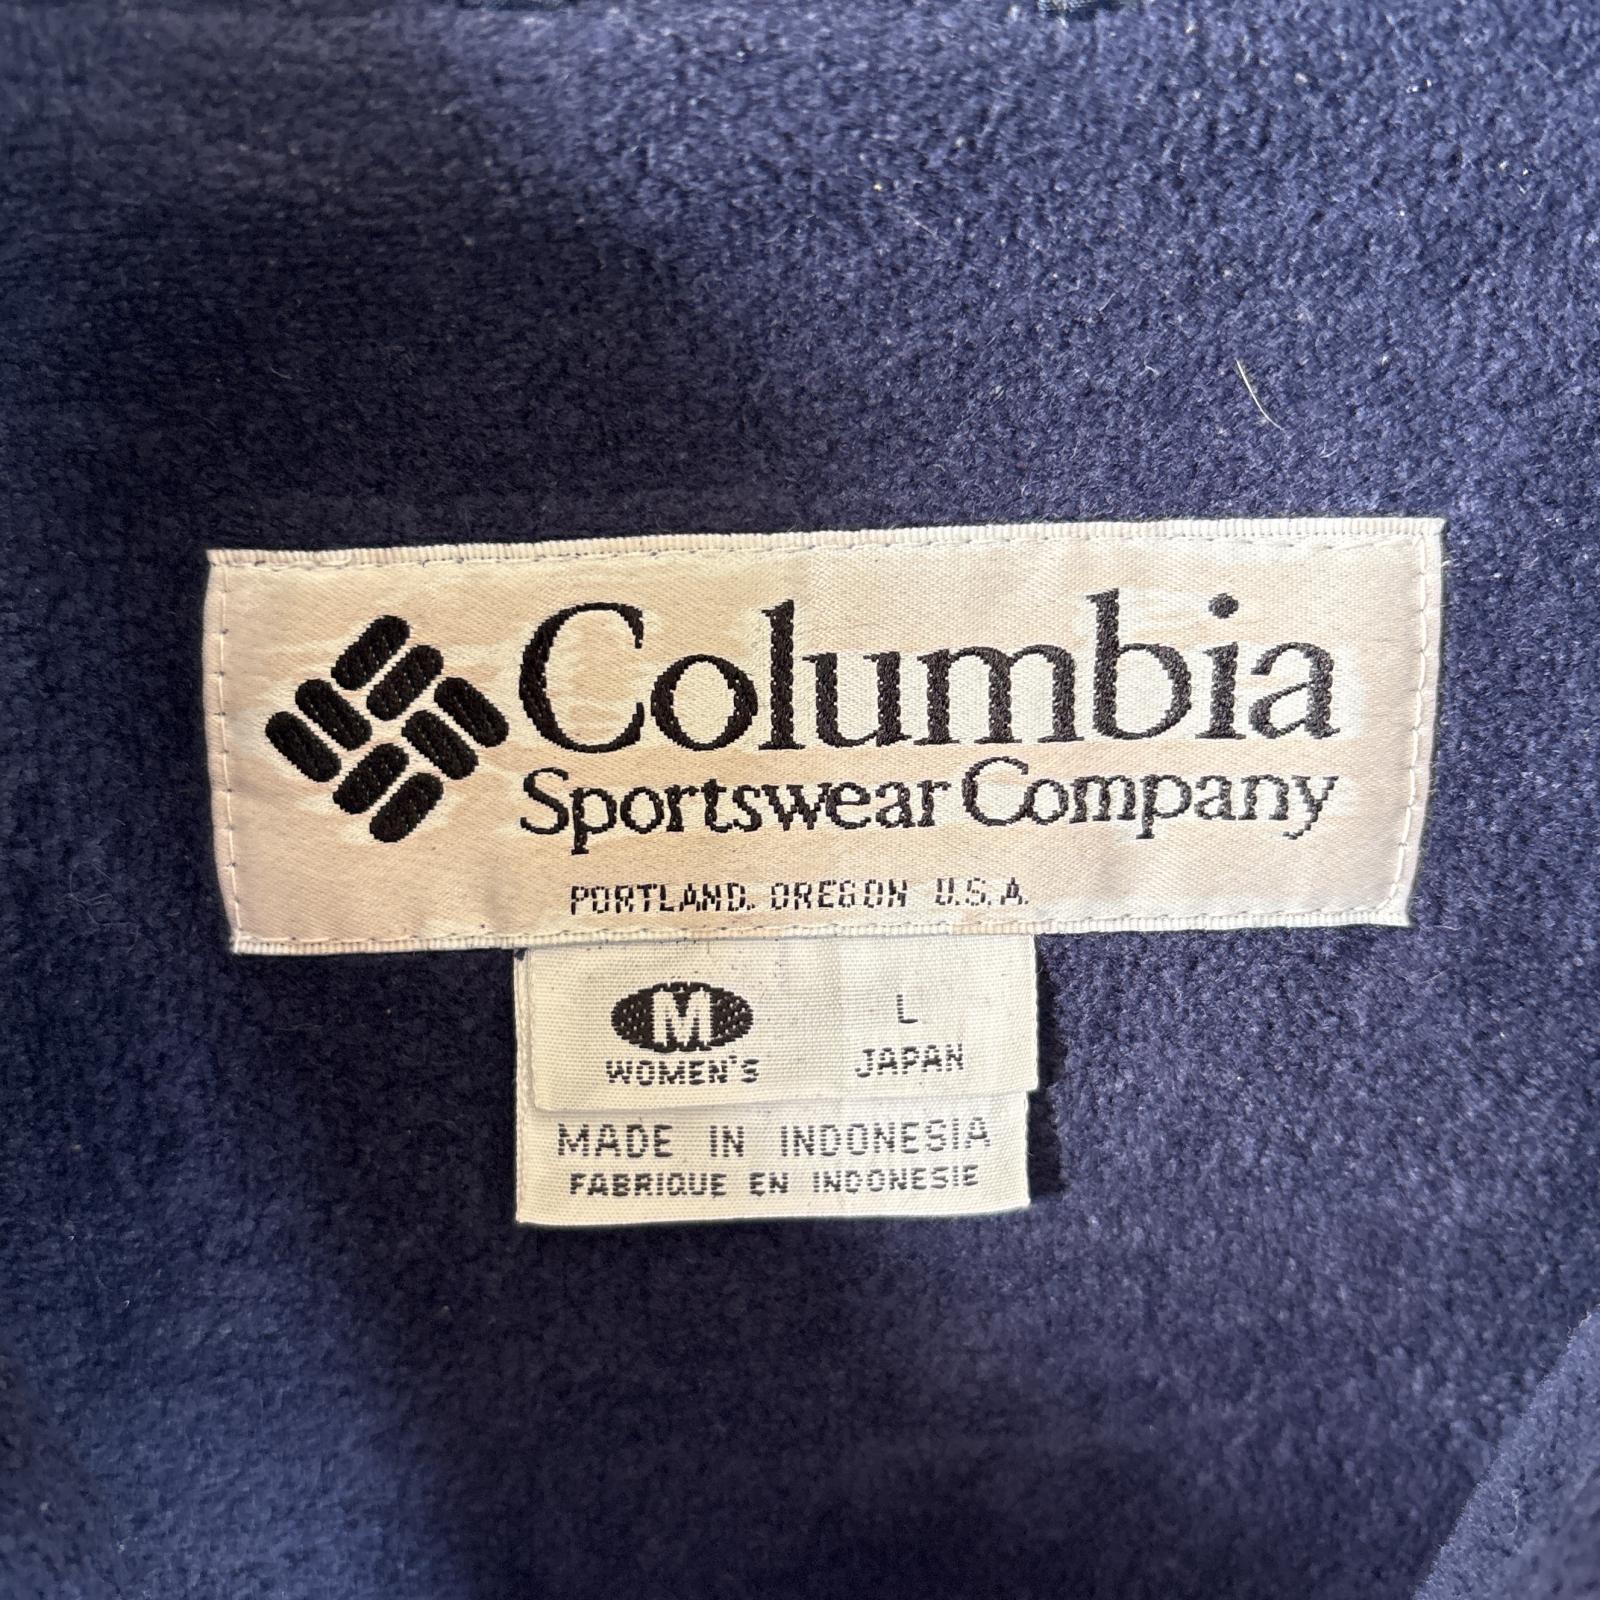 Columbia
Sportswear Company
PORTLAND. OREGON U.S.A.
M L
WOMEN'S JAPAN
MADE IN INDONESIA
FABRIQUE EN INDONESIE